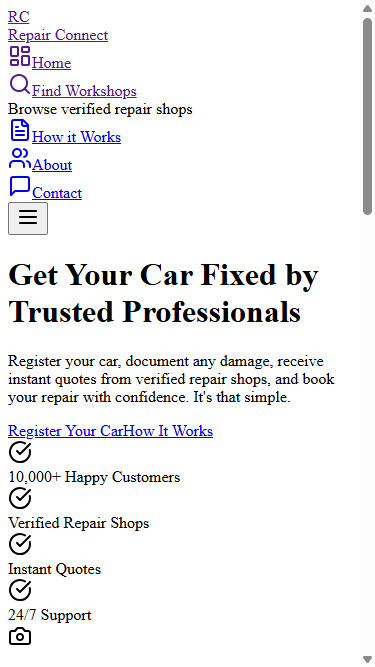 RC
Repair Connect
Home
Find Workshops
Browse verified repair shops
How it Works
About
Contact
Get Your Car Fixed by
Trusted Professionals
Register your car, document any damage, receive
instant quotes from verified repair shops, and book
your repair with confidence. It's that simple.
Register Your CarHow It Works
10,000+ Happy Customers
Verified Repair Shops
Instant Quotes
24/7 Support